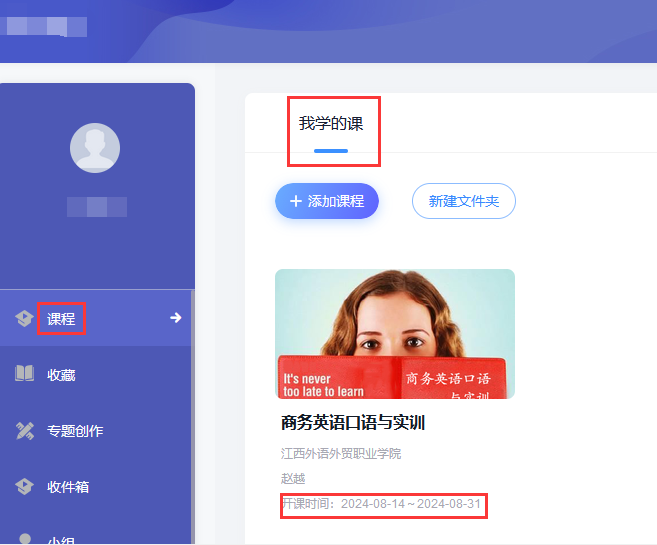 我学的课
+ 添加课程
新建文件夹
课程
收藏
专题创作
收件箱
小组
It's never
too late to learn
商务英语口语
与实训
商务英语口语与实训
江西外语外贸职业学院
赵越
开课时间：2024-08-14～2024-08-31